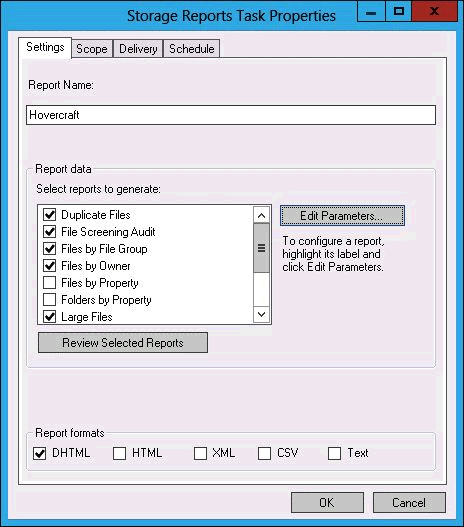 Storage Reports Task Properties
Settings Scope Delivery Schedule
Report Name:
Hovercraft
Report data
Select reports to generate:
Duplicate Files
File Screening Audit
Files by File Group
Files by Owner
Files by Property
Folders by Property
Large Files
Edit Parameters...
To configure a report,
highlight its label and
click Edit Parameters.
Review Selected Reports
Report formats
DHTML HTML XML CSV Text
OK Cancel